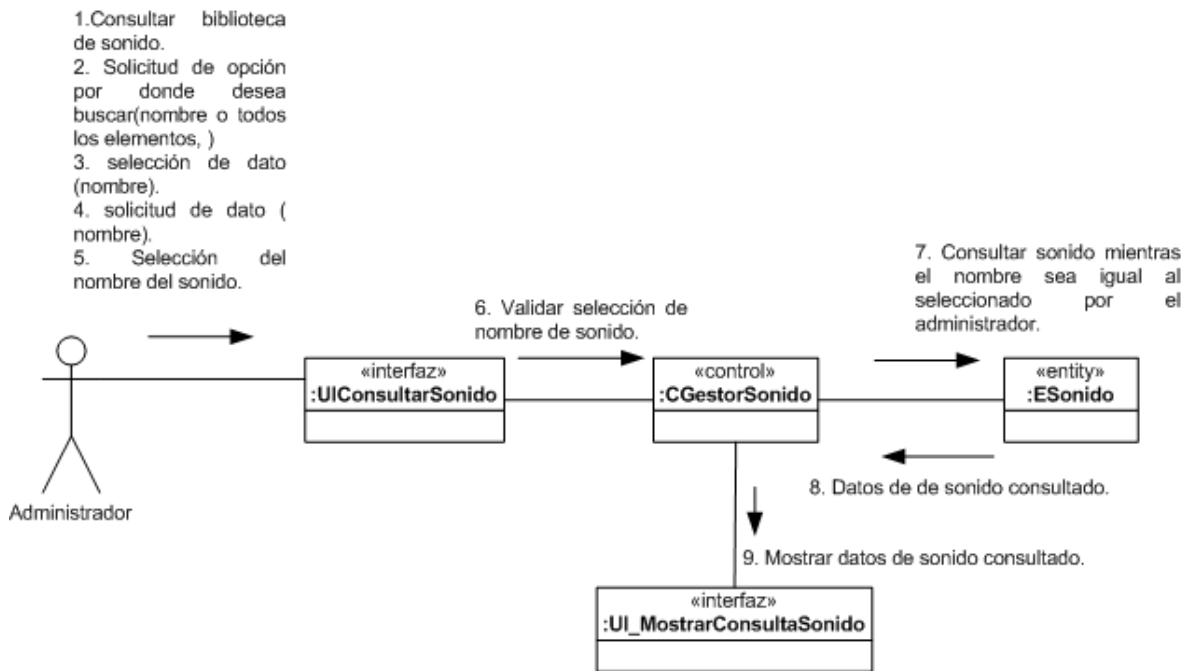 1.Consultar biblioteca
de sonido.
2. Solicitud de opción
por donde desea
buscar(nombre o todos
los elementos, )
3. selección de dato
(nombre).
4. solicitud de dato (
nombre).
5. Selección del
nombre del sonido.
6. Validar selección de
nombre de sonido.
7. Consultar sonido mientras
el nombre sea igual al
seleccionado por el
administrador.
«interfaz»
:UIConsultarSonido
«control»
:CGestorSonido
«entity»
:ESonido
Administrador
8. Datos de de sonido consultado.
9. Mostrar datos de sonido consultado.
«interfaz»
:UI_MostrarConsultaSonido